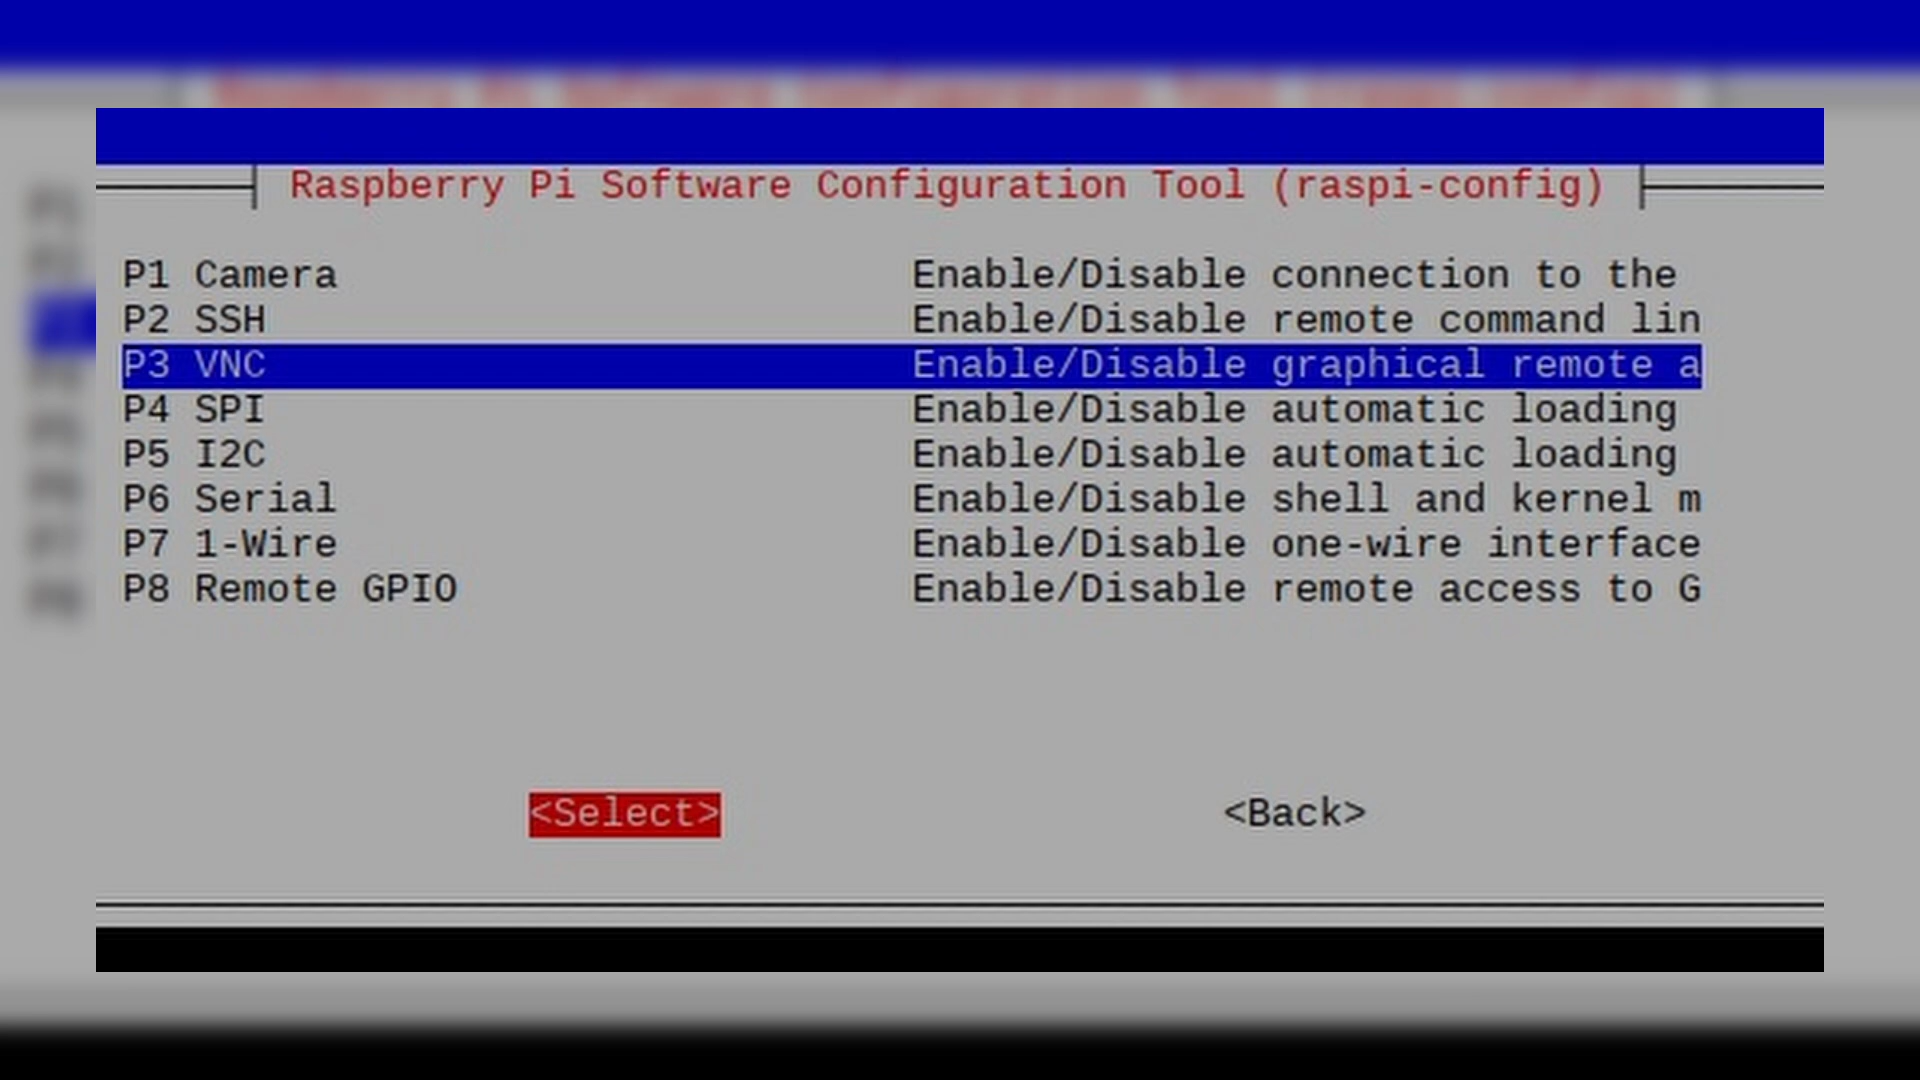 Raspberry Pi Software Configuration Tool (raspi-config)
P1 Camera Enable/Disable connection to the
P2 SSH Enable/Disable remote command lin
P3 VNC Enable/Disable graphical remote a
P4 SPI Enable/Disable automatic loading
P5 I2C Enable/Disable automatic loading
P6 Serial Enable/Disable shell and kernel m
P7 1-Wire Enable/Disable one-wire interface
P8 Remote GPIO Enable/Disable remote access to G
<Select> <Back>